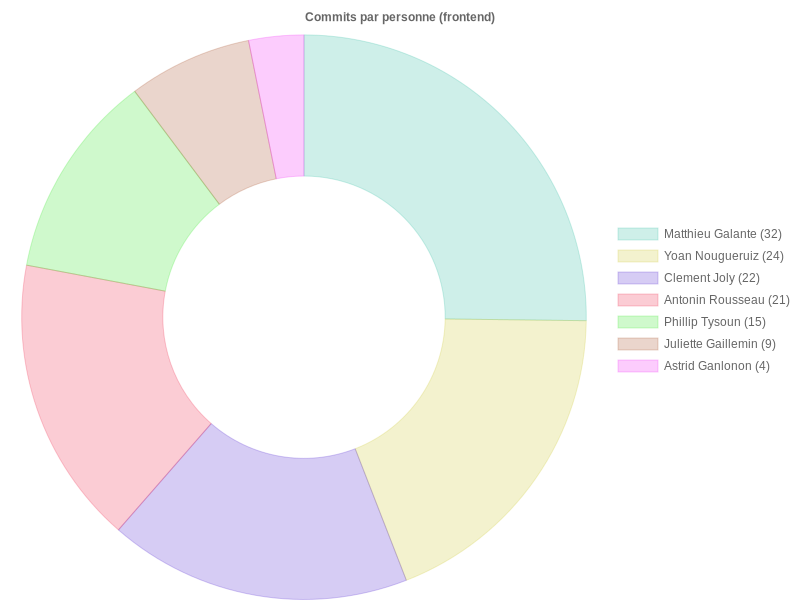 Commits par personne (frontend)
Matthieu Galante (32)
Yoan Nougueruiz (24)
Clement Joly (22)
Antonin Rousseau (21)
Phillip Tysoun (15)
Juliette Gaillemin (9)
Astrid Ganlonon (4)